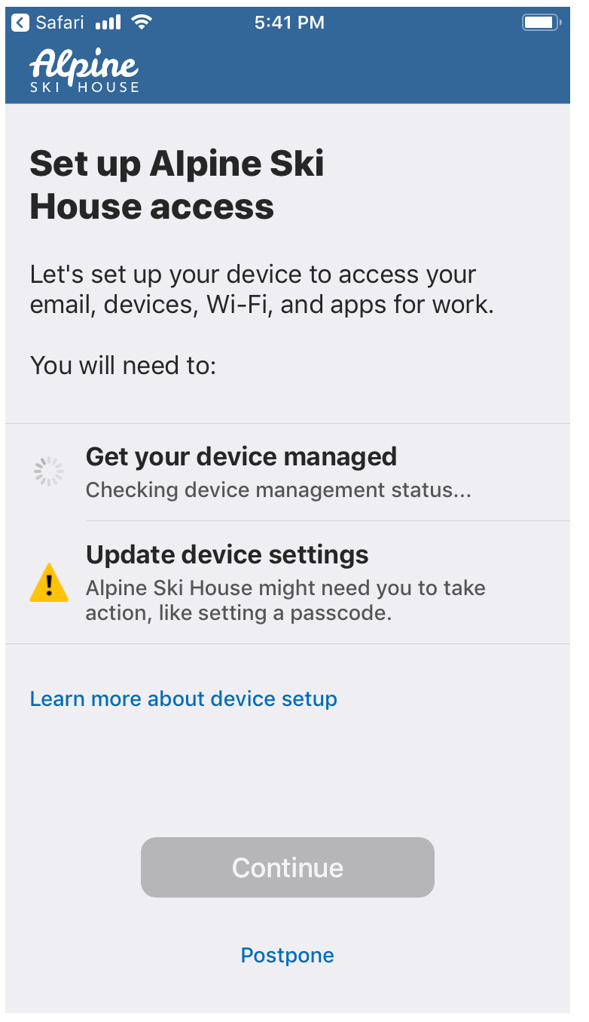 Safari 5:41 PM
Alpine
SKI HOUSE
Set up Alpine Ski
House access
Let's set up your device to access your
email, devices, Wi-Fi, and apps for work.
You will need to:
Get your device managed
Checking device management status...
Update device settings
Alpine Ski House might need you to take
action, like setting a passcode.
Learn more about device setup
Continue
Postpone